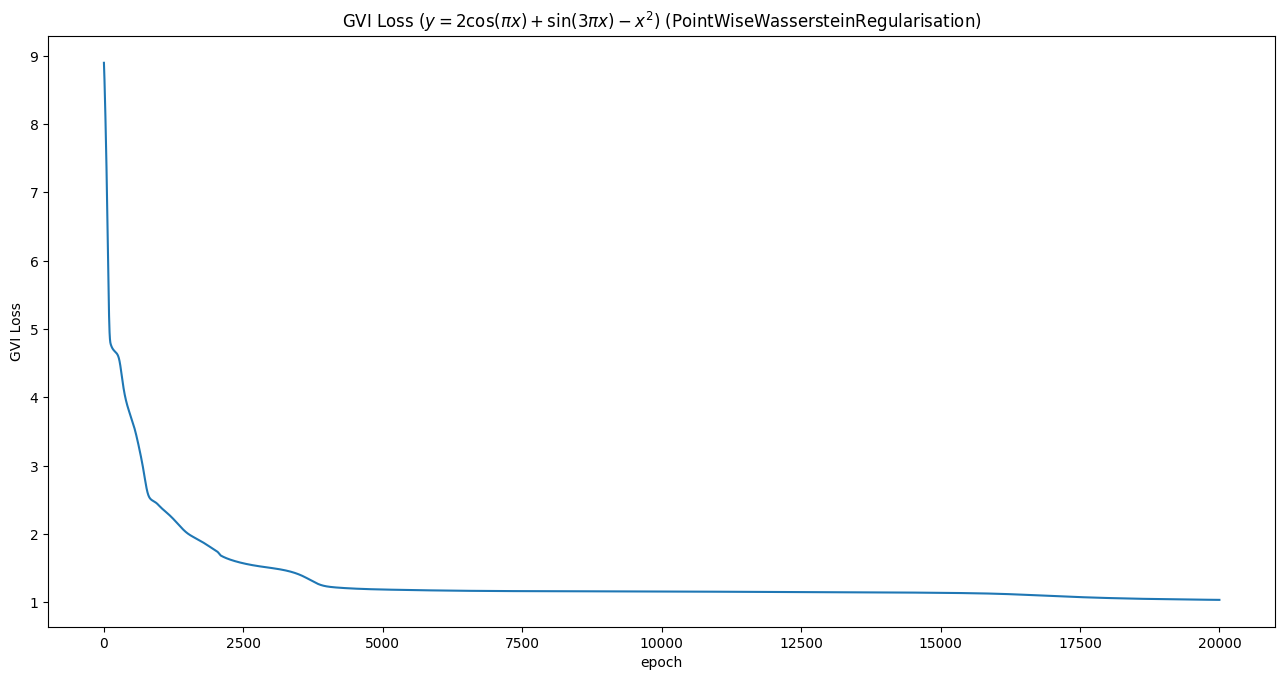 GVI Loss (y = 2cos(πx) + sin(3πx) − x²) (PointWiseWassersteinRegularisation)
9
8
7
6
5
4
3
2
1
GVI Loss
0 2500 5000 7500 10000 12500 15000 17500 20000
epoch